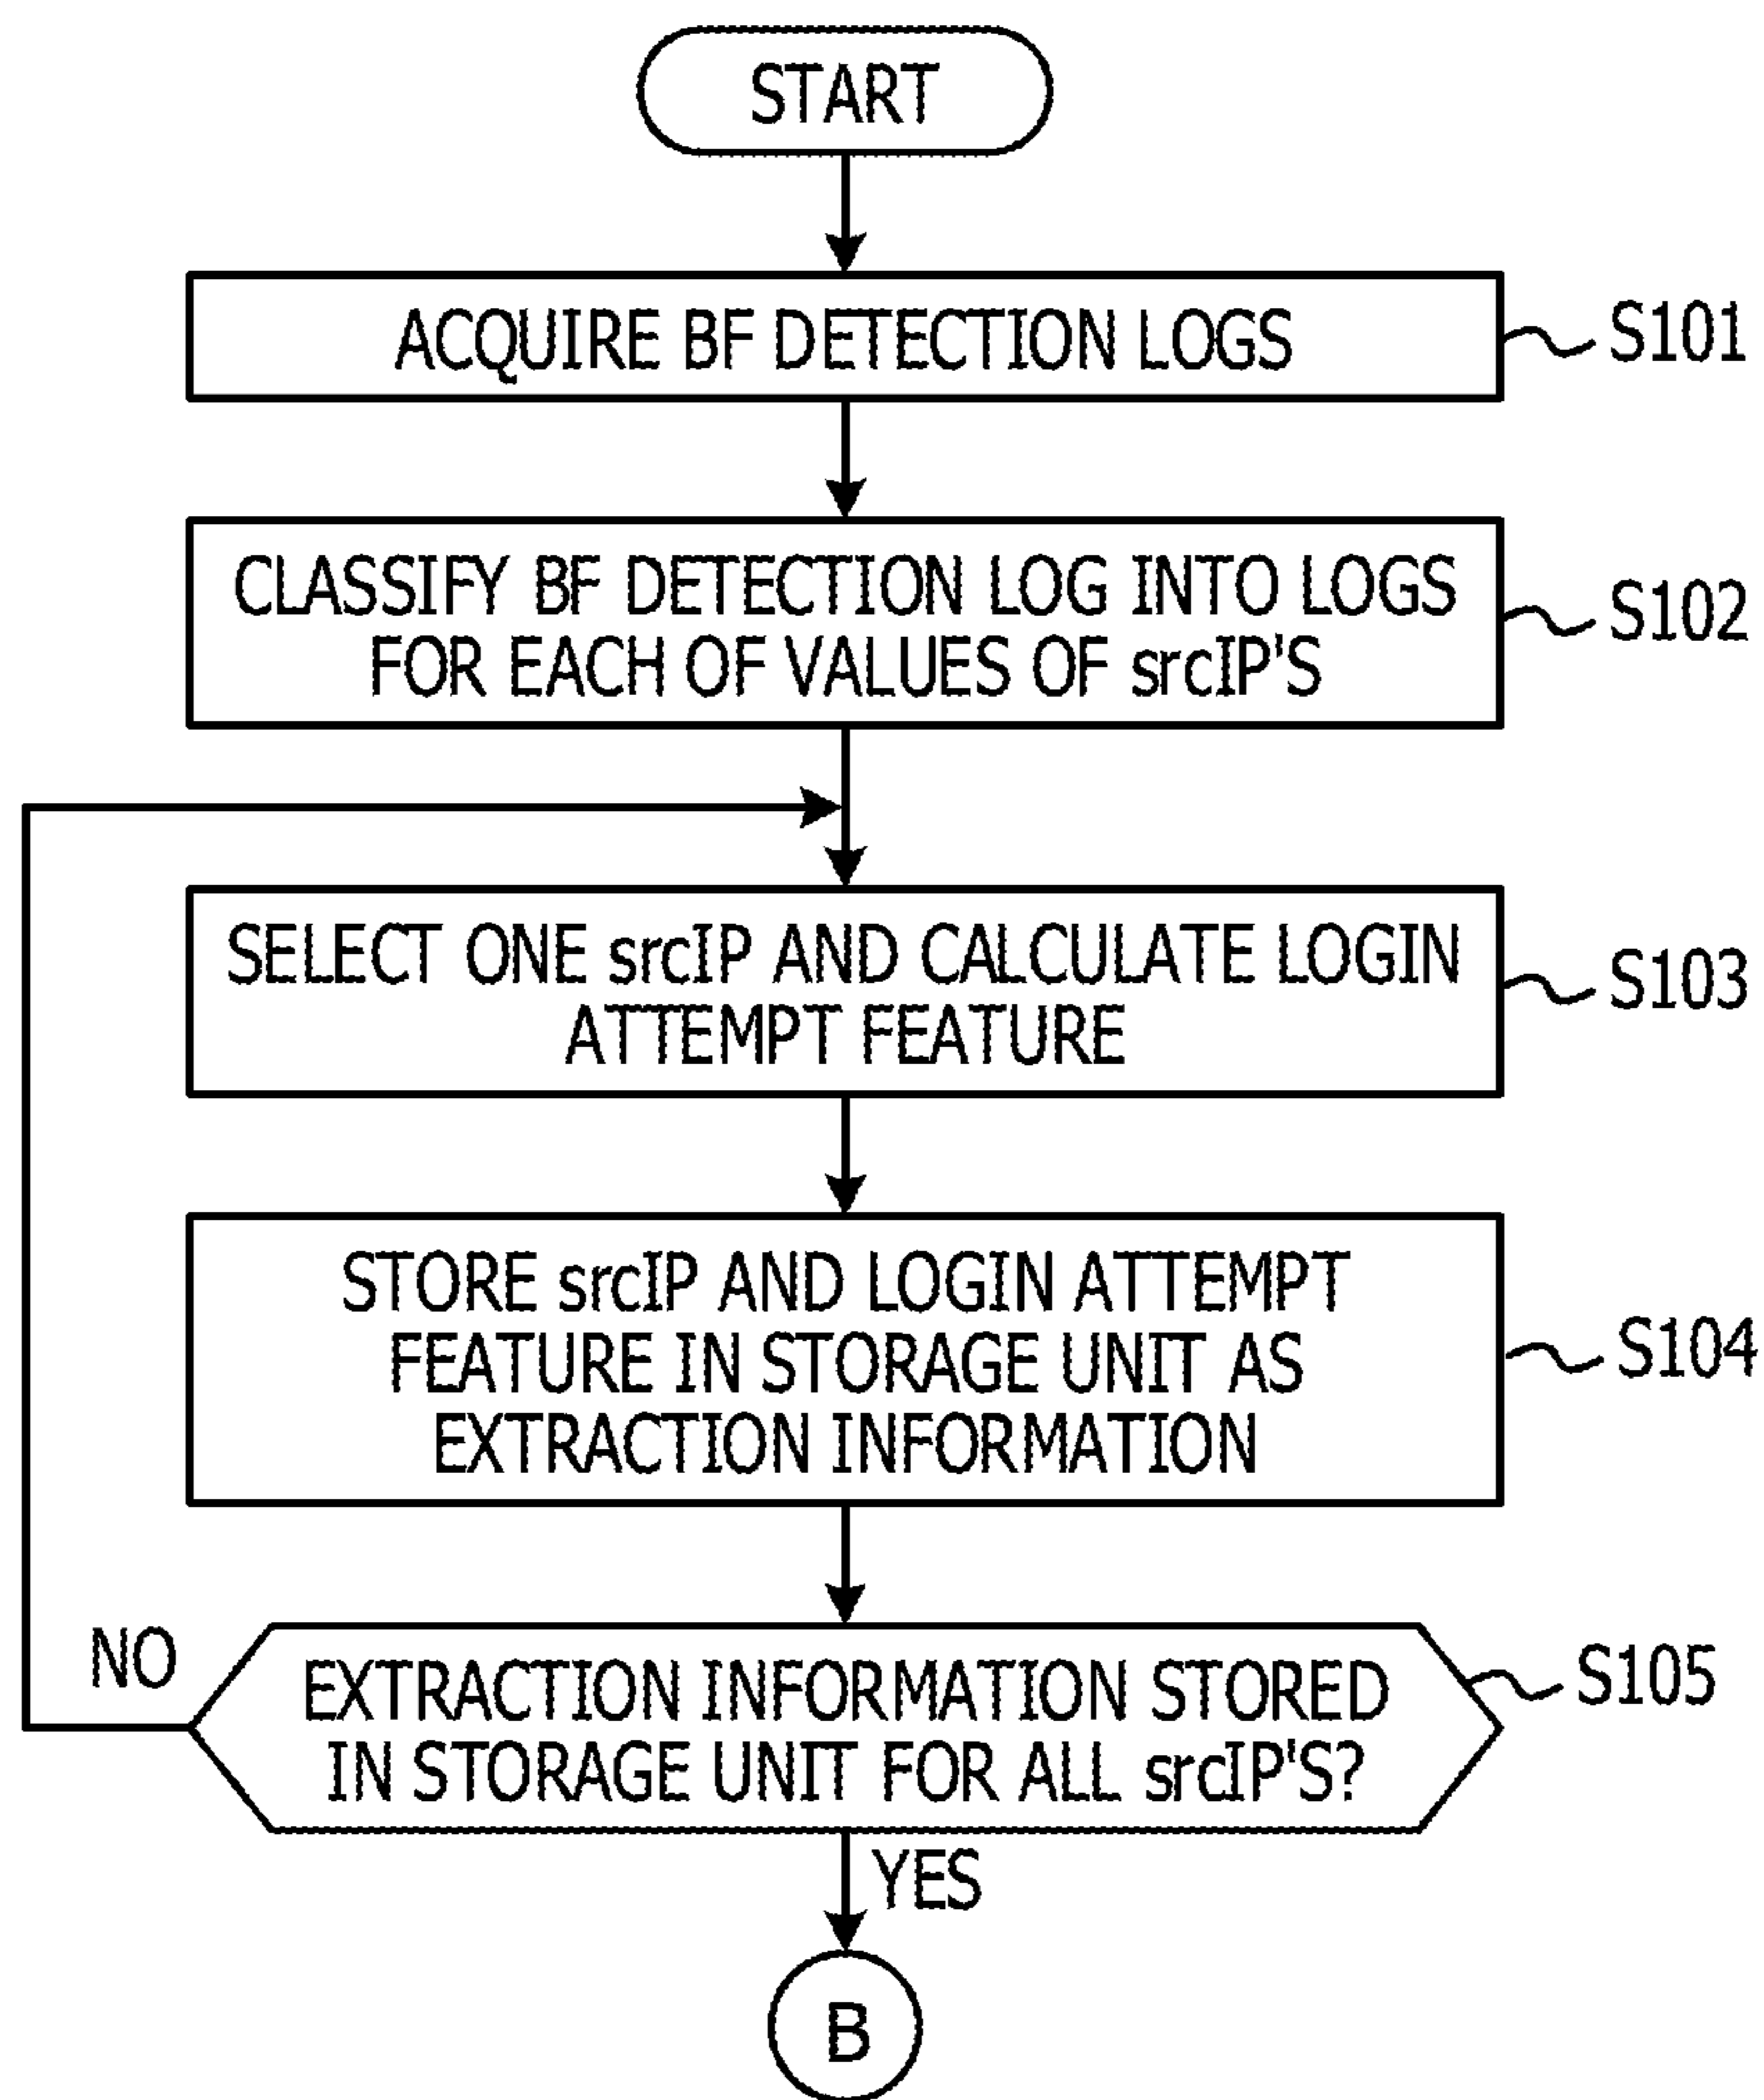 START
ACQUIRE BF DETECTION LOGS
S101
CLASSIFY BF DETECTION LOG INTO LOGS
FOR EACH OF VALUES OF srcIP'S
S102
SELECT ONE srcIP AND CALCULATE LOGIN
ATTEMPT FEATURE
S103
STORE srcIP AND LOGIN ATTEMPT
FEATURE IN STORAGE UNIT AS
EXTRACTION INFORMATION
S104
NO
EXTRACTION INFORMATION STORED
IN STORAGE UNIT FOR ALL srcIP'S?
S105
YES
B